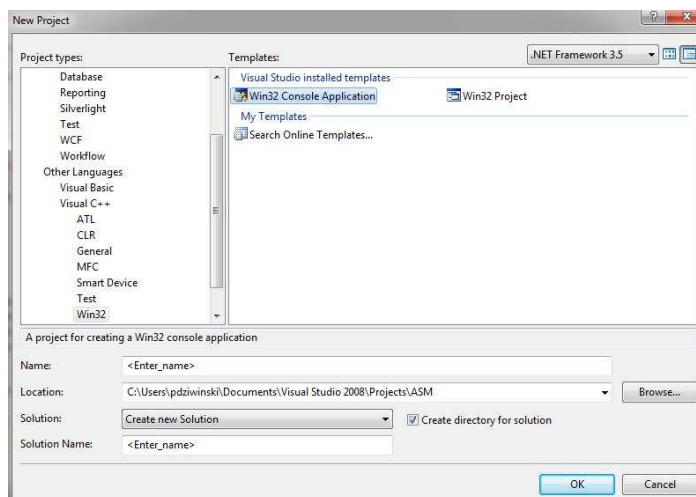 New Project
Project types:
Templates:
.NET Framework 3.5
Database
Reporting
Silverlight
Test
WCF
Workflow
Other Languages
Visual Basic
Visual C++
ATL
CLR
General
MFC
Smart Device
Test
Win32
Visual Studio installed templates
Win32 Console Application
Win32 Project
My Templates
Search Online Templates...
A project for creating a Win32 console application
Name:
<Enter_name>
Location:
C:\Users\pdziwinski\Documents\Visual Studio 2008\Projects\ASM
Browse...
Solution:
Create new Solution
Create directory for solution
Solution Name:
<Enter_name>
OK
Cancel